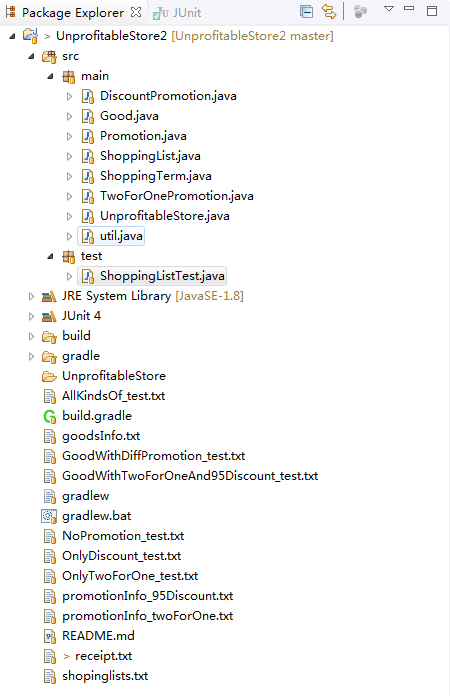 Package Explorer JUnit
> UnprofitableStore2 [UnprofitableStore2 master]
src
main
DiscountPromotion.java
Good.java
Promotion.java
ShoppingList.java
ShoppingTerm.java
TwoForOnePromotion.java
UnprofitableStore.java
util.java
test
ShoppingListTest.java
JRE System Library [JavaSE-1.8]
JUnit 4
build
gradle
UnprofitableStore
AllKindsOf_test.txt
build.gradle
goodsInfo.txt
GoodWithDiffPromotion_test.txt
GoodWithTwoForOneAnd95Discount_test.txt
gradlew
gradlew.bat
NoPromotion_test.txt
OnlyDiscount_test.txt
OnlyTwoForOne_test.txt
promotionInfo_95Discount.txt
promotionInfo_twoForOne.txt
README.md
> receipt.txt
shopinglists.txt